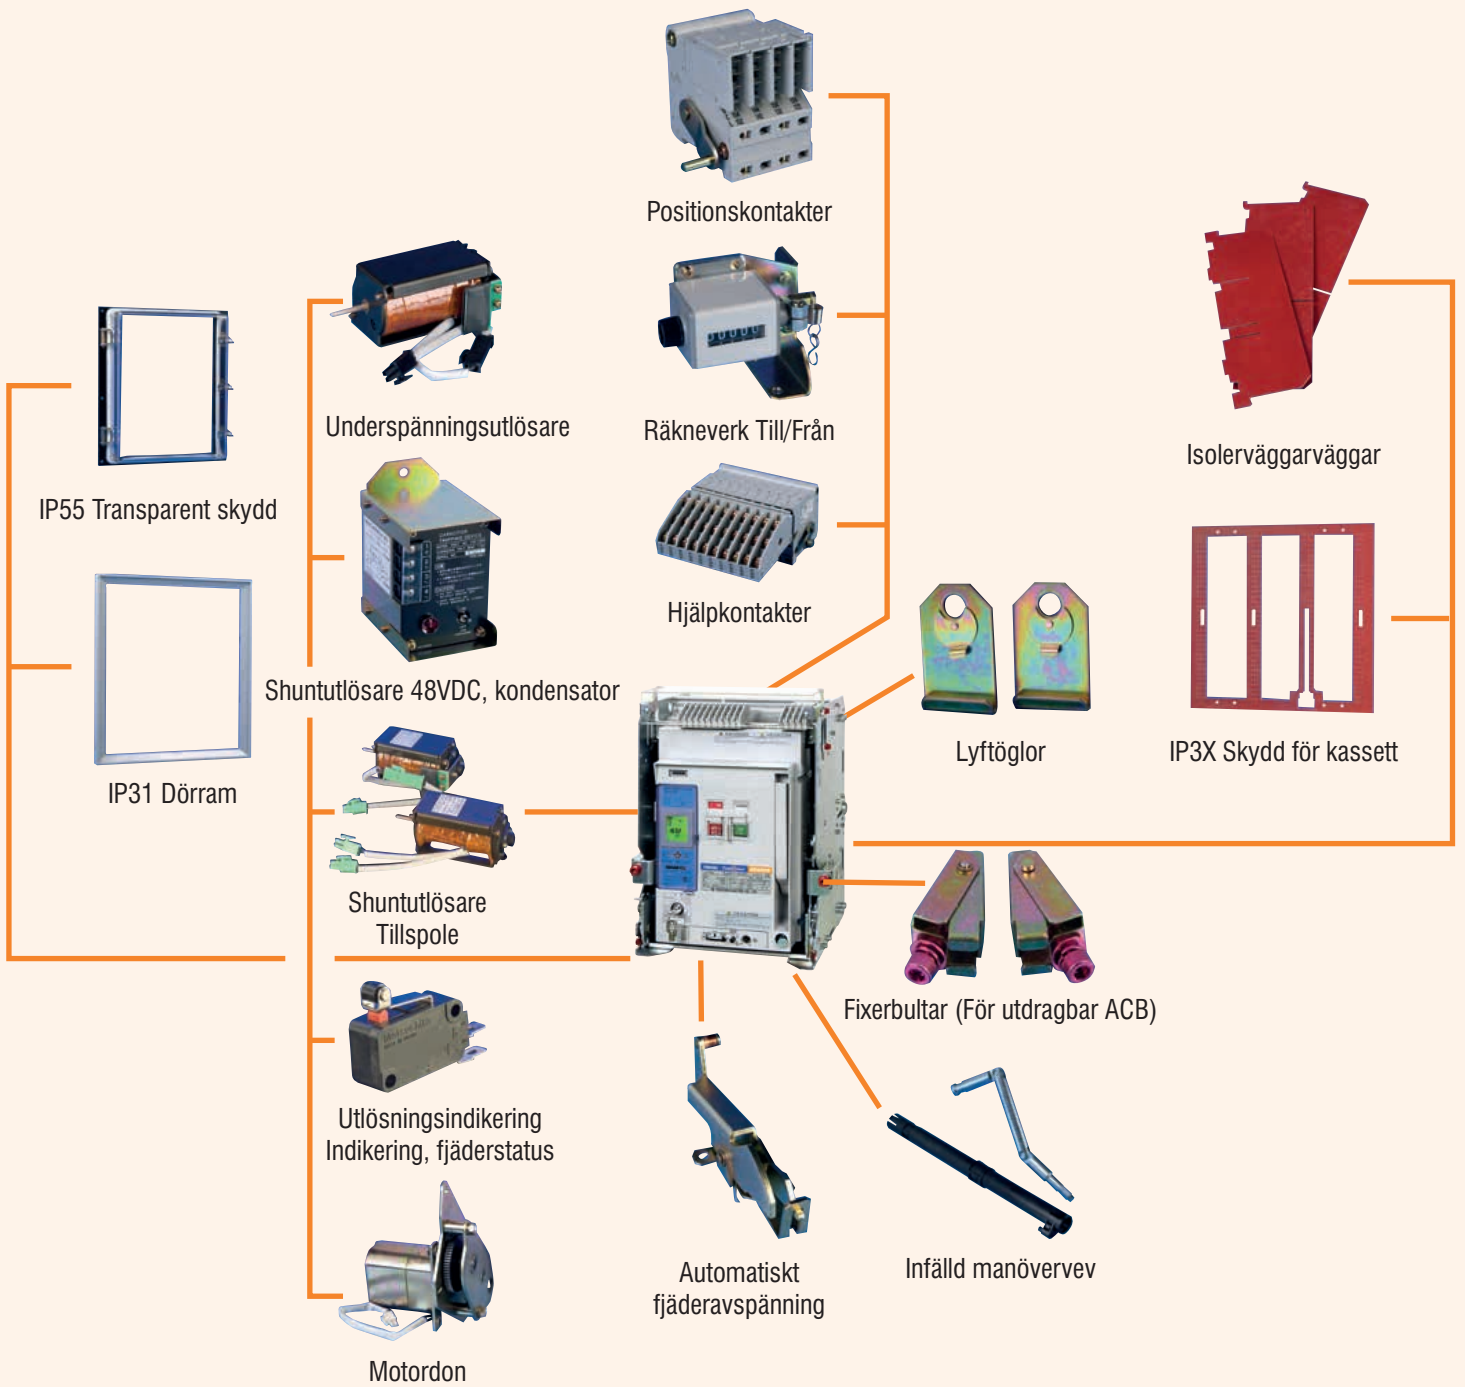 Positionskontakter
Underspänningsutlösare
Räkneverk Till/Från
Isolerväggarväggar
IP55 Transparent skydd
Hjälpkontakter
Shuntutlösare 48VDC, kondensator
Lyftöglor
IP3X Skydd för kassett
IP31 Dörram
Shuntutlösare
Tillspole
Fixerbultar (För utdragbar ACB)
Utlösningsindikering
Indikering, fjäderstatus
Automatiskt
fjäderavspänning
Infälld manövervev
Motordon